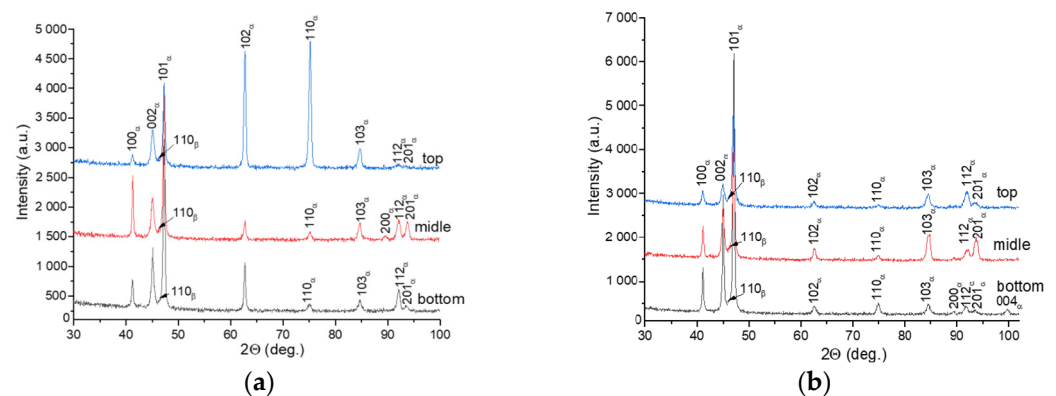 5 000
4 500
4 000
3 500
3 000
2 500
2 000
1 500
1 000
500
Intensity (a.u.)
100α
002α
101α
110β
102α
110α
103α
112α
201α
top
110β
110α
103α
200α
112α
201α
midle
110β
110α
103α
112α
201α
bottom
30 40 50 60 70 80 90 100
2Θ (deg.)
(a)
7 000
6 000
5 000
4 000
3 000
2 000
1 000
0
Intensity (a.u.)
100α
002α
101α
110β
102α
110α
103α
112α
201α
top
110β
102α
110α
103α
112α
201α
midle
110β
102α
110α
103α
200α
112α
201α
bottom
004α
30 40 50 60 70 80 90 100
2Θ (deg.)
(b)